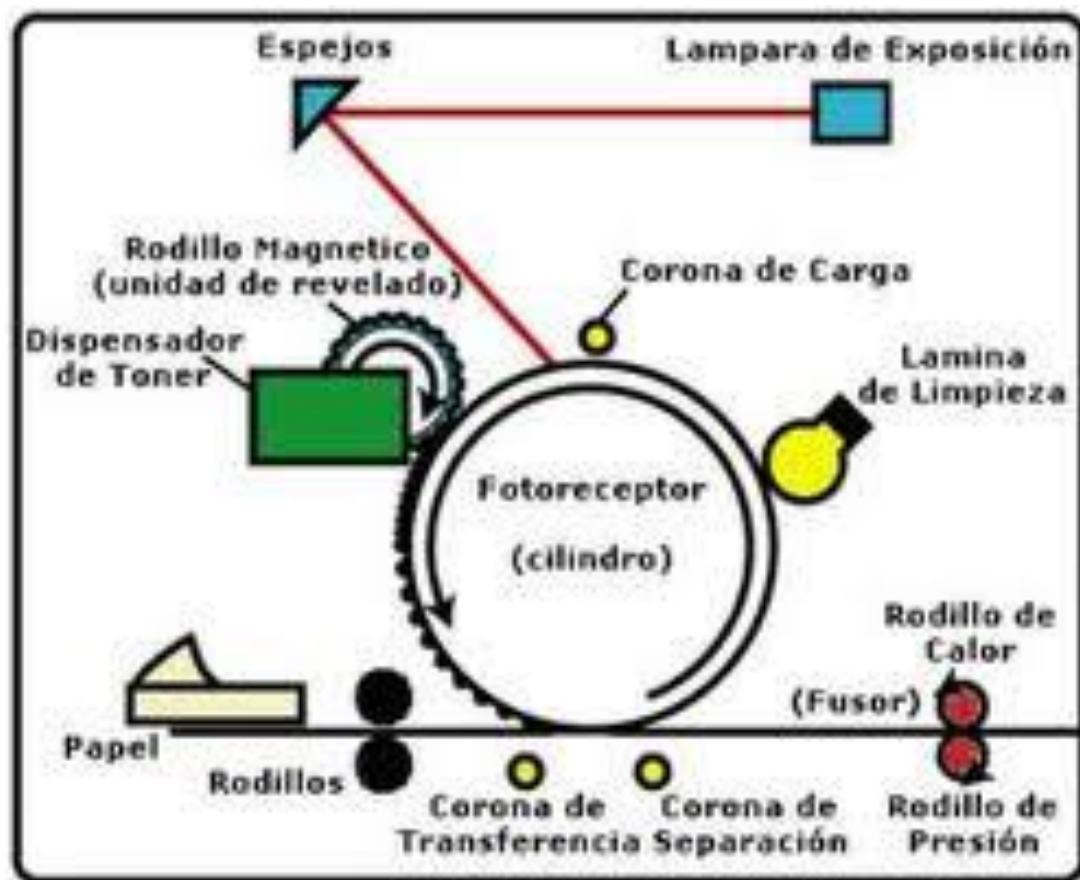 Espejos
Lampara de Exposición
Rodillo Magnetico
(unidad de revelado)
Corona de Carga
Dispensador
de Toner
Lamina
de Limpieza
Fotoreceptor
(cilindro)
Rodillo de
Calor
(Fusor)
Papel
Rodillos
Corona de
Transferencia
Corona de
Separación
Rodillo de
Presión